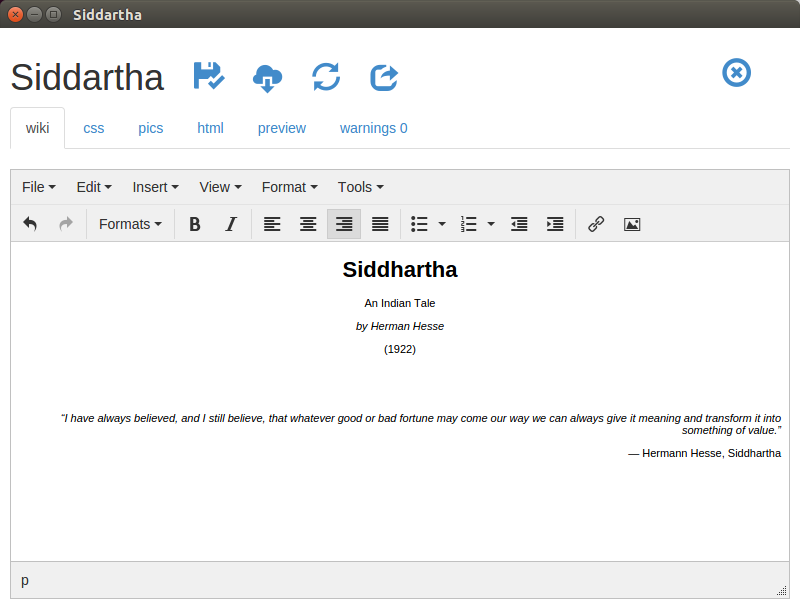 Siddartha
Siddartha
wiki css pics html preview warnings 0
File Edit Insert View Format Tools
Formats B I
Siddhartha
An Indian Tale
by Herman Hesse
(1922)
“I have always believed, and I still believe, that whatever good or bad fortune may come our way we can always give it meaning and transform it into
something of value.”
— Hermann Hesse, Siddhartha
p